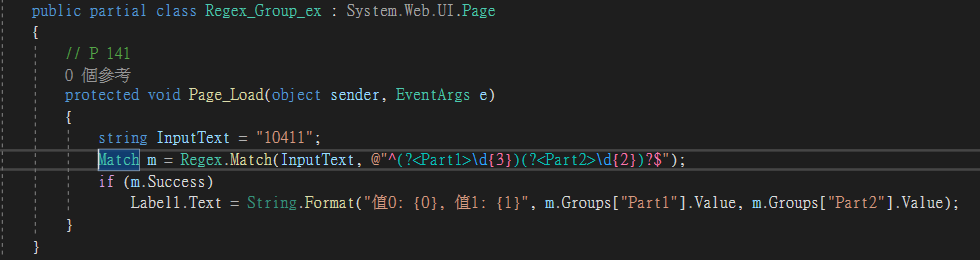 public partial class Regex_Group_ex : System.Web.UI.Page
{
// P 141
0 個參考
protected void Page_Load(object sender, EventArgs e)
{
string InputText = "10411";
Match m = Regex.Match(InputText, @"^(?<Part1>\d{3})(?<Part2>\d{2})?$");
if (m.Success)
Label1.Text = String.Format("值0: {0}, 值1: {1}", m.Groups["Part1"].Value, m.Groups["Part2"].Value);
}
}